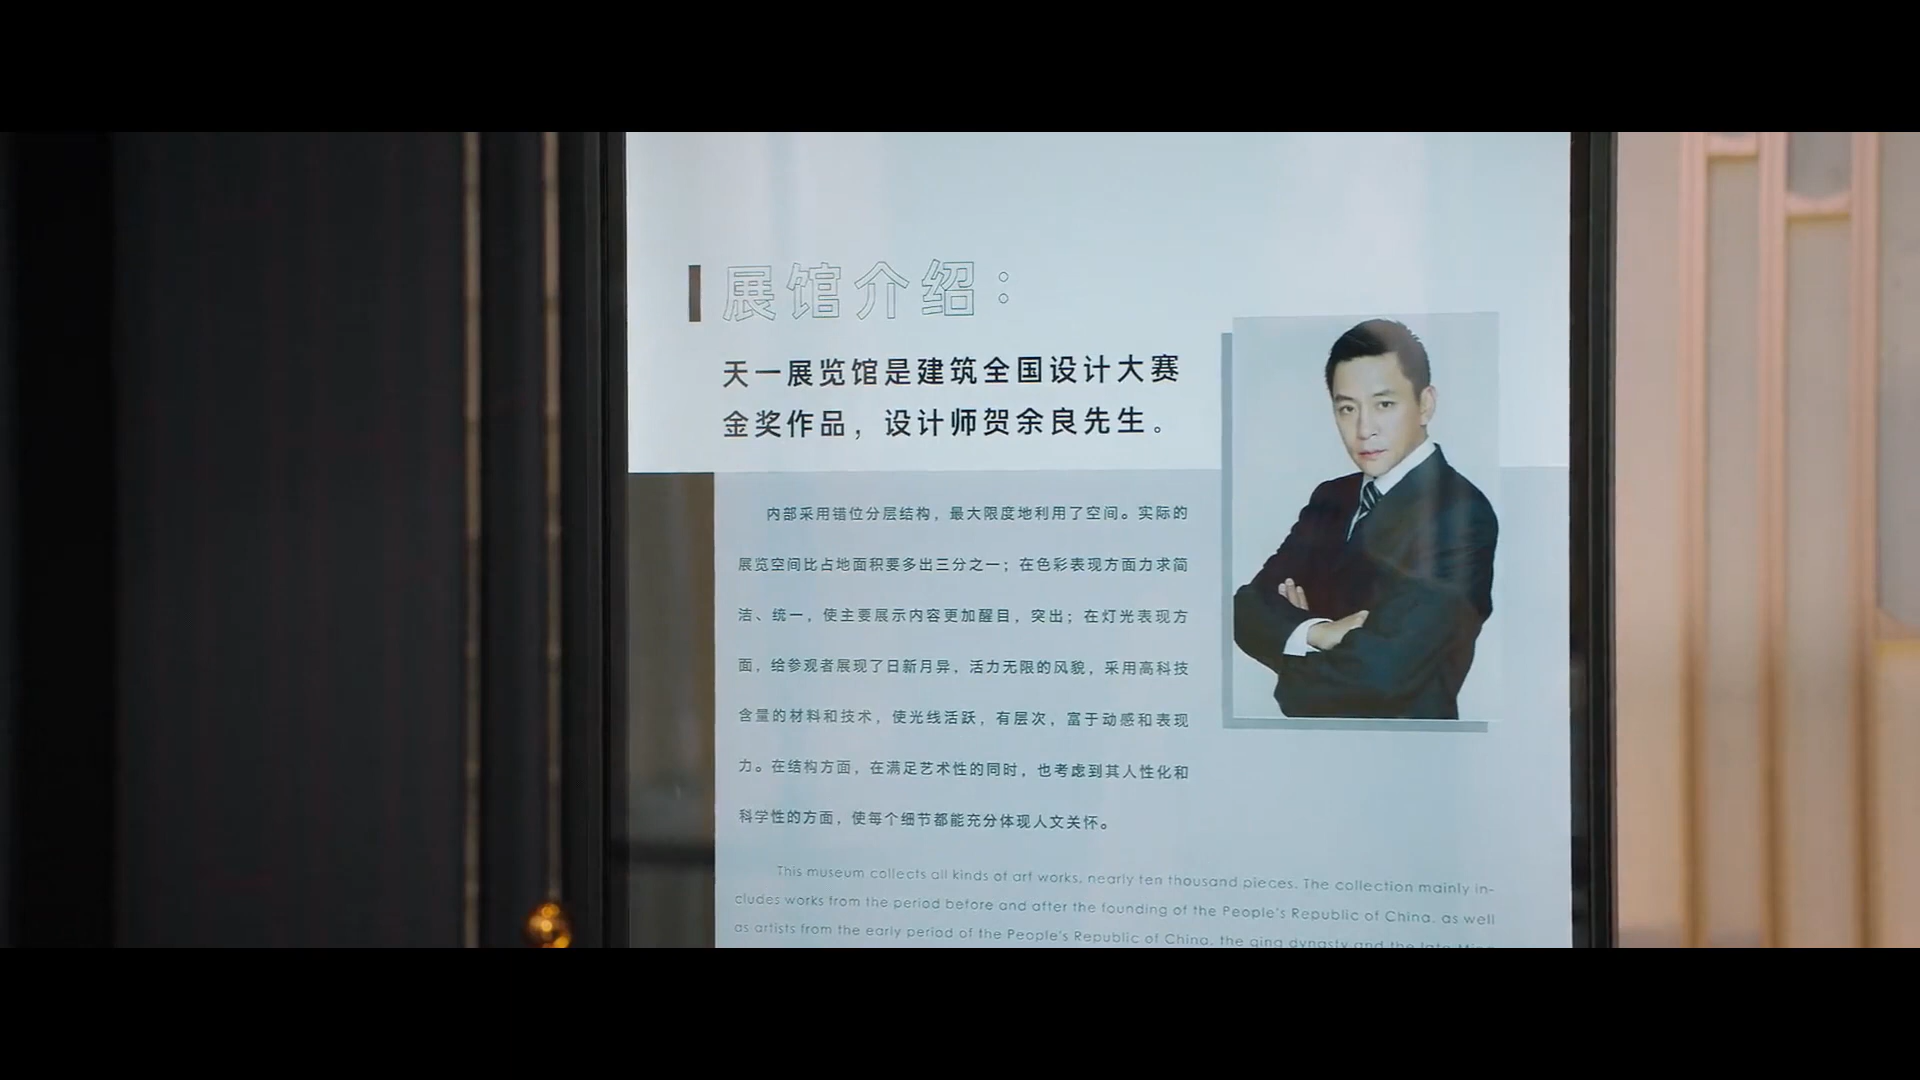 展馆介绍：
天一展览馆是建筑全国设计大赛
金奖作品，设计师贺余良先生。
内部采用错位分层结构，最大限度地利用了空间。实际的
展览空间比占地面积要多出三分之一；在色彩表现方面力求简
洁、统一，使主要展示内容更加醒目，突出；在灯光表现方
面，给参观者展现了日新月异，活力无限的风貌，采用高科技
含量的材料和技术，使光线活跃，有层次，富于动感和表现
力。在结构方面，在满足艺术性的同时，也考虑到其人性化和
科学性的方面，使每个细节都能充分体现人文关怀。
This museum collects all kinds of art works, nearly ten thousand pieces. The collection mainly in-
cludes works from the period before and after the founding of the People's Republic of China, as well
as artists from the early period of the People's Republic of China, the qing dynasty and the late Ming